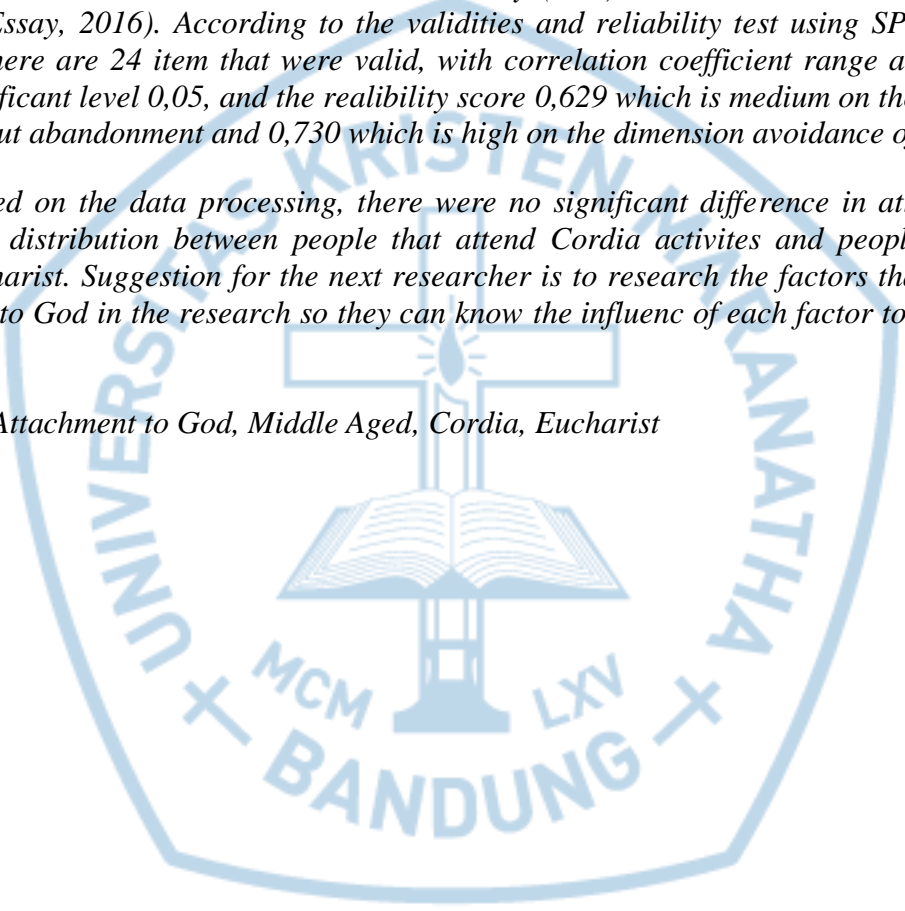 Essay, 2016). According to the validities and reliability test using SP
here are 24 item that were valid, with correlation coefficient range a
ficant level 0,05, and the realibility score 0,629 which is medium on the
ut abandonment and 0,730 which is high on the dimension avoidance o
ed on the data processing, there were no significant difference in at
distribution between people that attend Cordia activites and peopl
harist. Suggestion for the next researcher is to research the factors tha
to God in the research so they can know the influenc of each factor to
Attachment to God, Middle Aged, Cordia, Eucharist
UNIVERSITAS KRISTEN MARANATHA
MCM LXV
BANDUNG